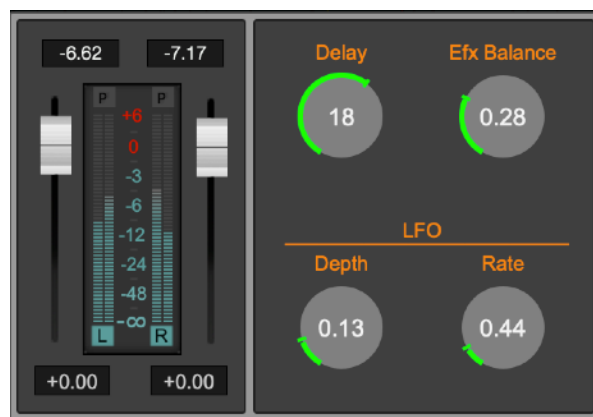 -6.62 -7.17
P P
+6
0
-3
-6
-12
-24
-48
-∞
L R
+0.00 +0.00
Delay Efx Balance
18 0.28
LFO
Depth Rate
0.13 0.44